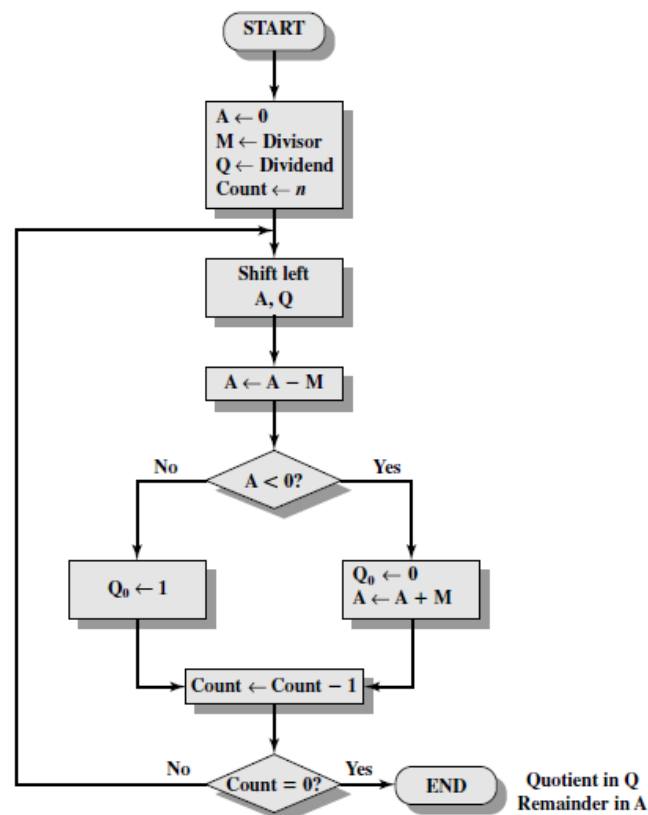 START
A ← 0
M ← Divisor
Q ← Dividend
Count ← n
Shift left
A, Q
A ← A − M
No
A < 0?
Yes
Q₀ ← 1
Q₀ ← 0
A ← A + M
Count ← Count − 1
No
Count = 0?
Yes
END
Quotient in Q
Remainder in A